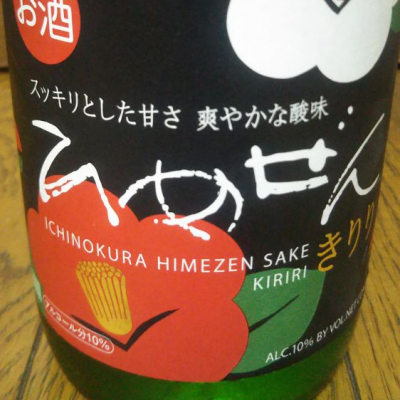 お酒
スッキリとした甘さ 爽やかな酸味
ひめぜん
ICHINOKURA HIMEZEN SAKE
KIRIRI
きりり
アルコール分10%
ALC.10% BY VOL.NET